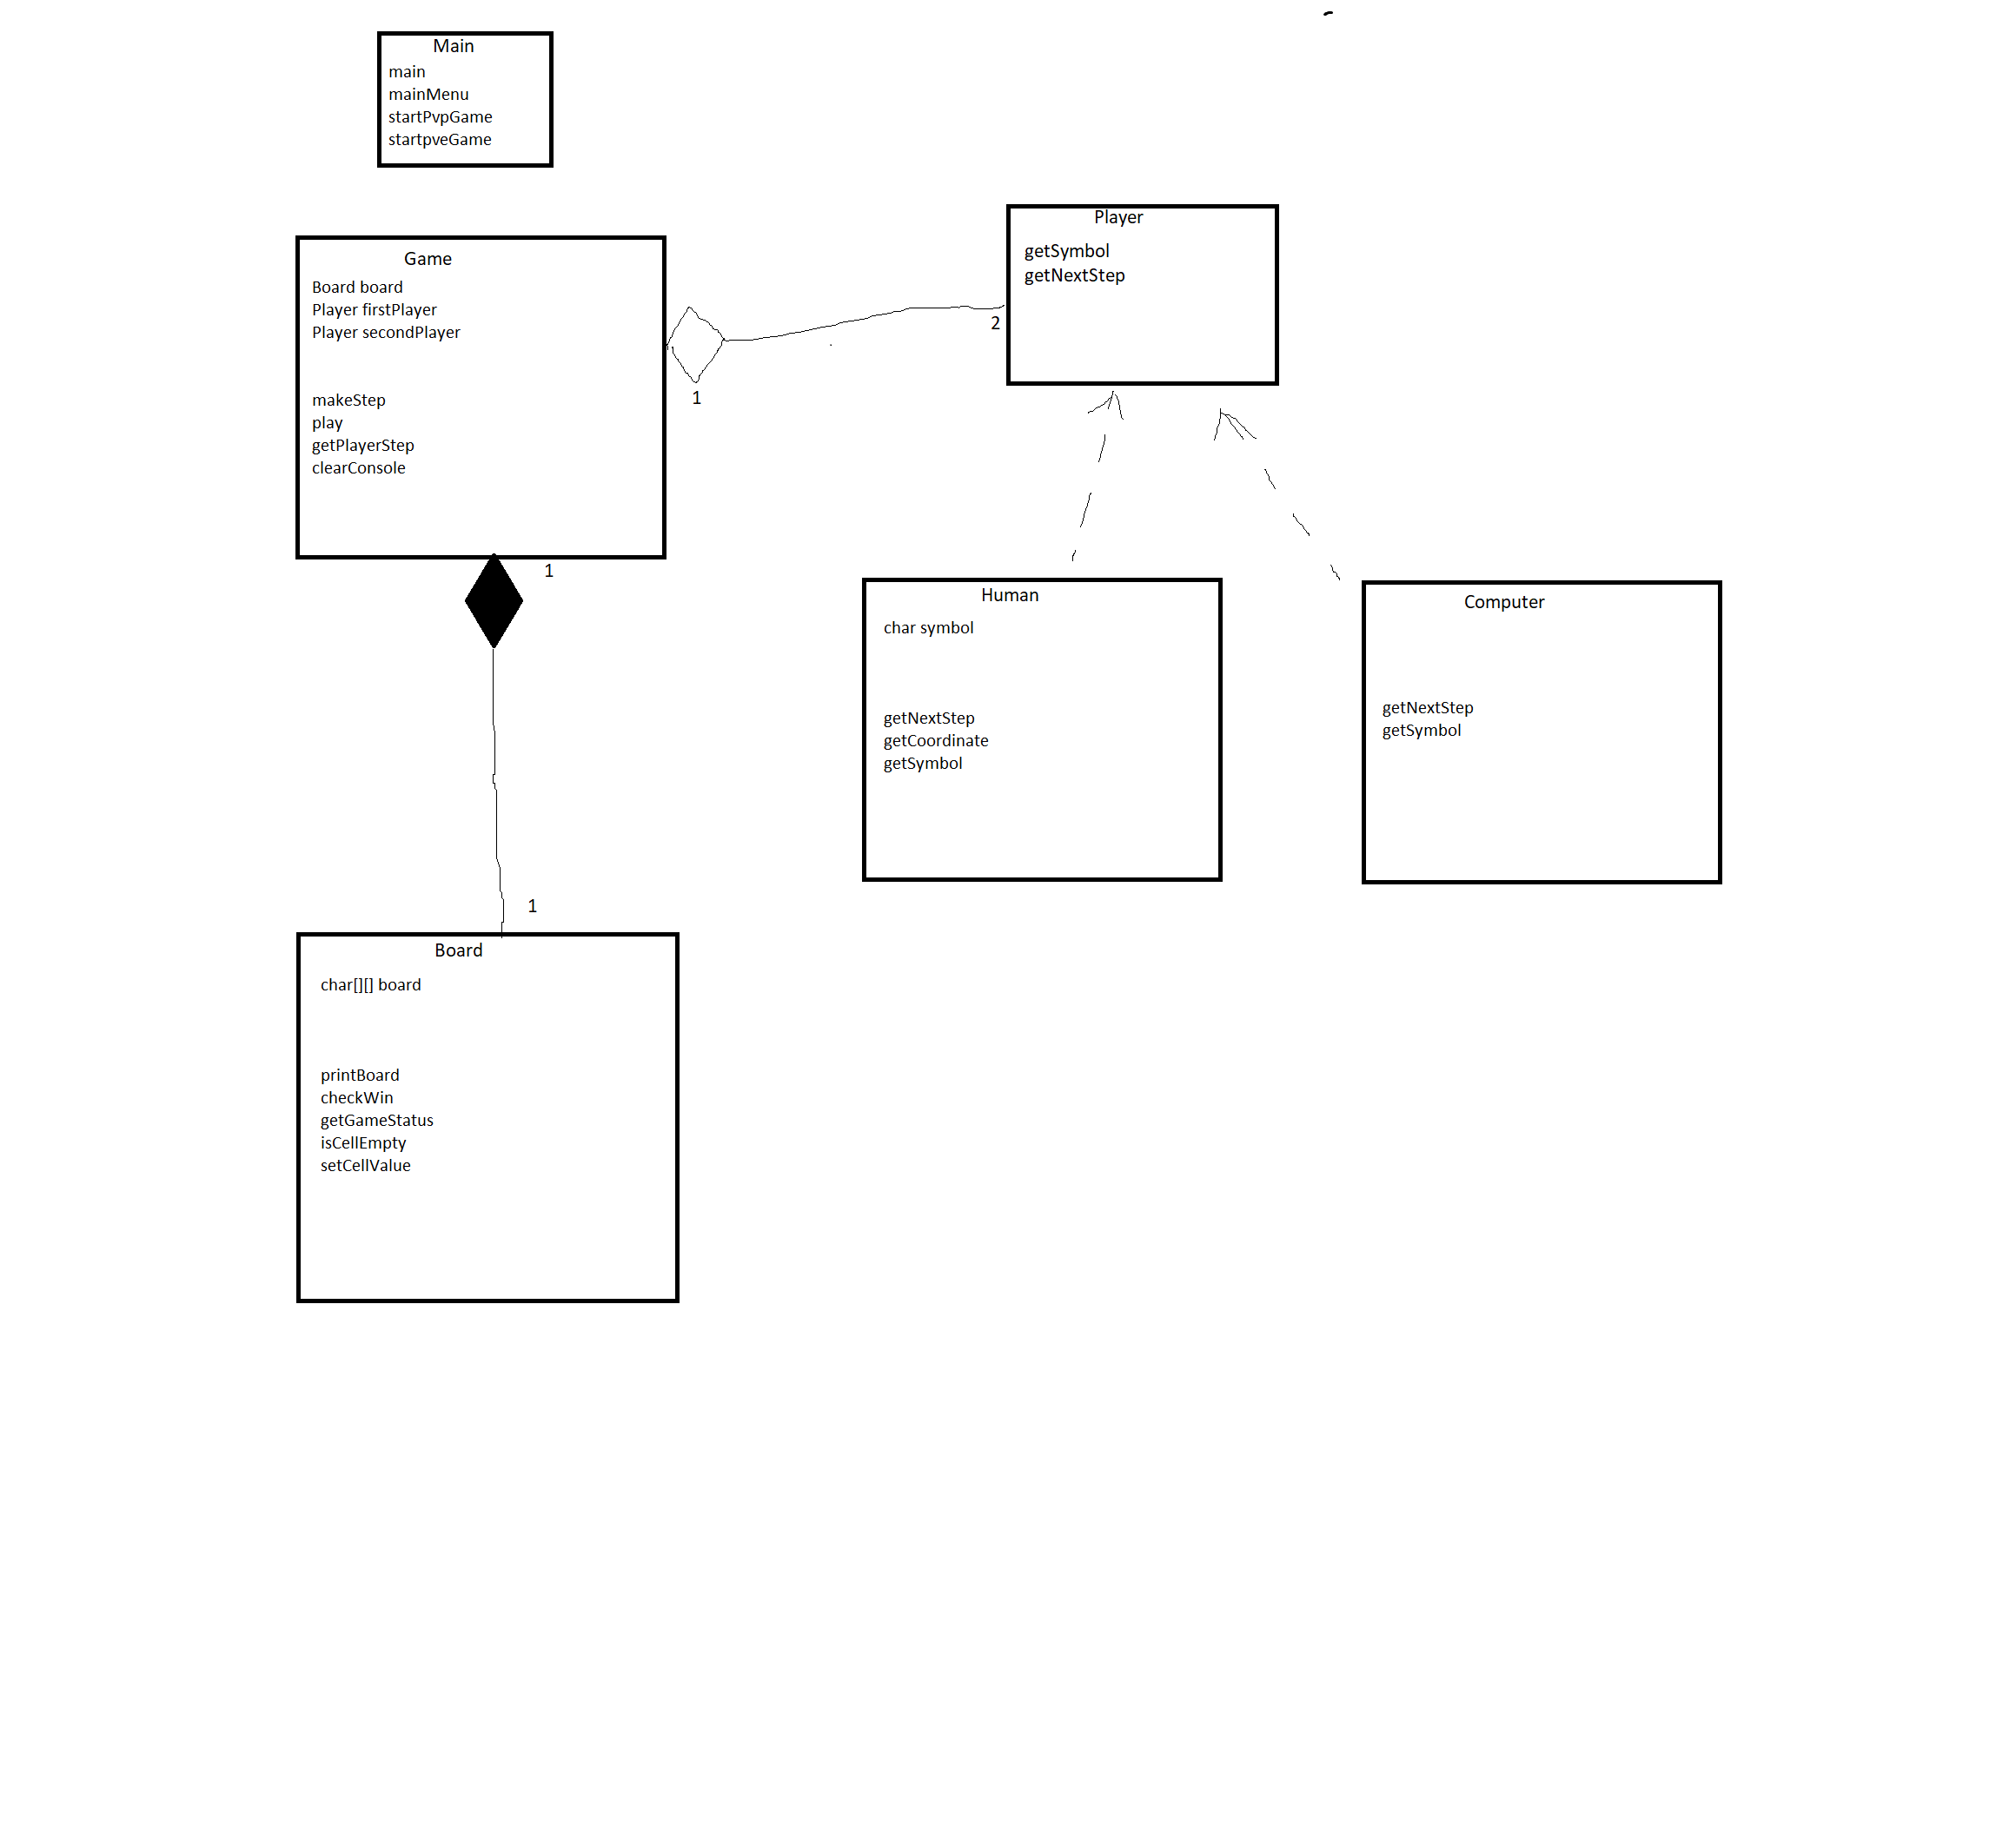 Main
main
mainMenu
startPvpGame
startpveGame
Game
Board board
Player firstPlayer
Player secondPlayer
makeStep
play
getPlayerStep
clearConsole
1
2
Player
getSymbol
getNextStep
1
Human
char symbol
getNextStep
getCoordinate
getSymbol
Computer
getNextStep
getSymbol
1
Board
char[][] board
printBoard
checkWin
getGameStatus
isCellEmpty
setCellValue